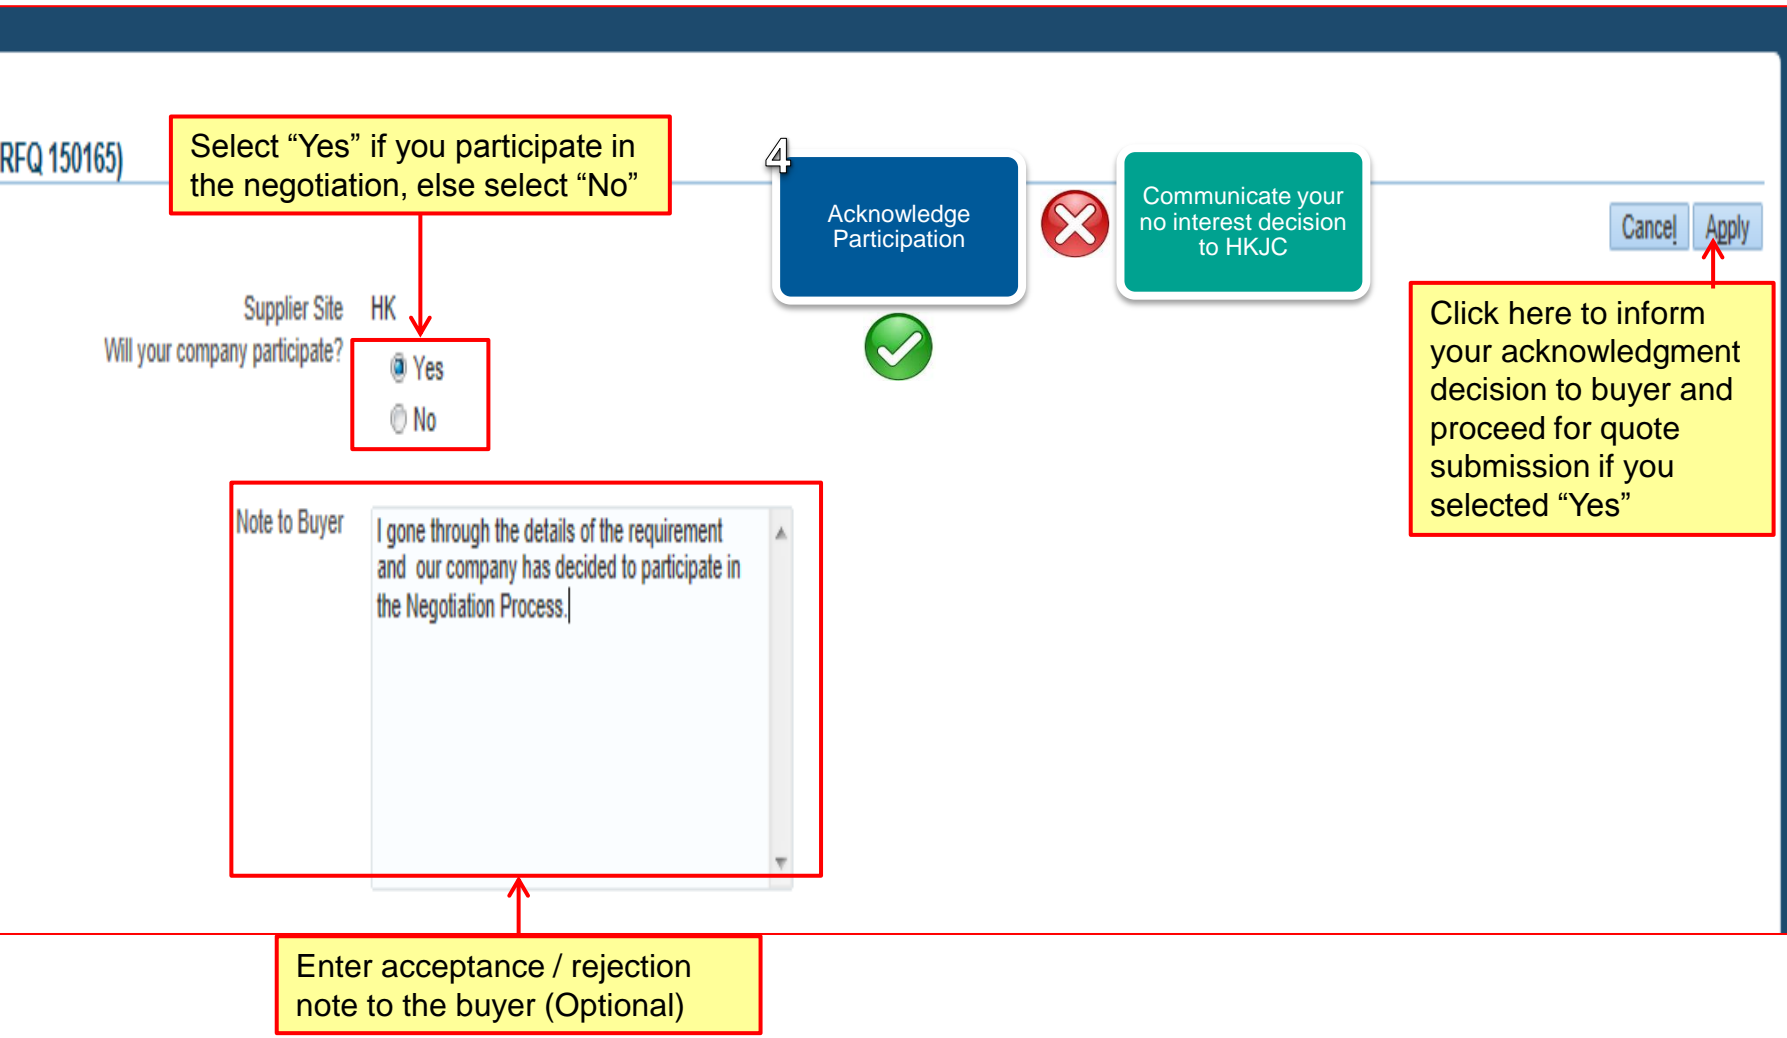 RFQ 150165)
Select “Yes” if you participate in
the negotiation, else select “No”
4
Acknowledge
Participation
Communicate your
no interest decision
to HKJC
Cancel
Apply
Supplier Site
HK
Will your company participate?
Yes
No
Click here to inform
your acknowledgment
decision to buyer and
proceed for quote
submission if you
selected “Yes”
Note to Buyer
I gone through the details of the requirement
and our company has decided to participate in
the Negotiation Process.
Enter acceptance / rejection
note to the buyer (Optional)